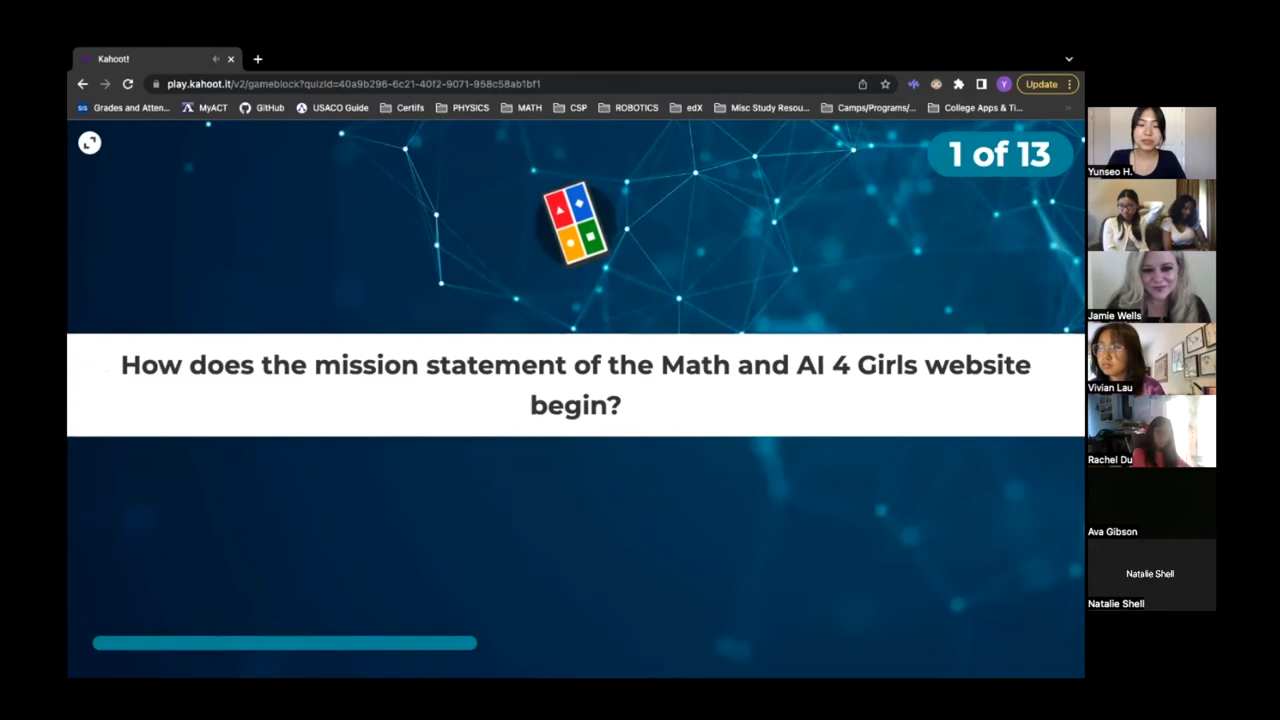 Kahoot!
play.kahoot.it/v2/gameblock?quizId=40a9b296-6c21-40f2-9071-958c58ab1bf1
Update
Grades and Atten... MyACT GitHub USACO Guide Certifs PHYSICS MATH CSP ROBOTICS edX Misc Study Resou... Camps/Programs/... College Apps & Ti...
1 of 13
How does the mission statement of the Math and AI 4 Girls website
begin?
Yunseo H.
Jamie Wells
Vivian Lau
Rachel Du
Ava Gibson
Natalie Shell
Natalie Shell